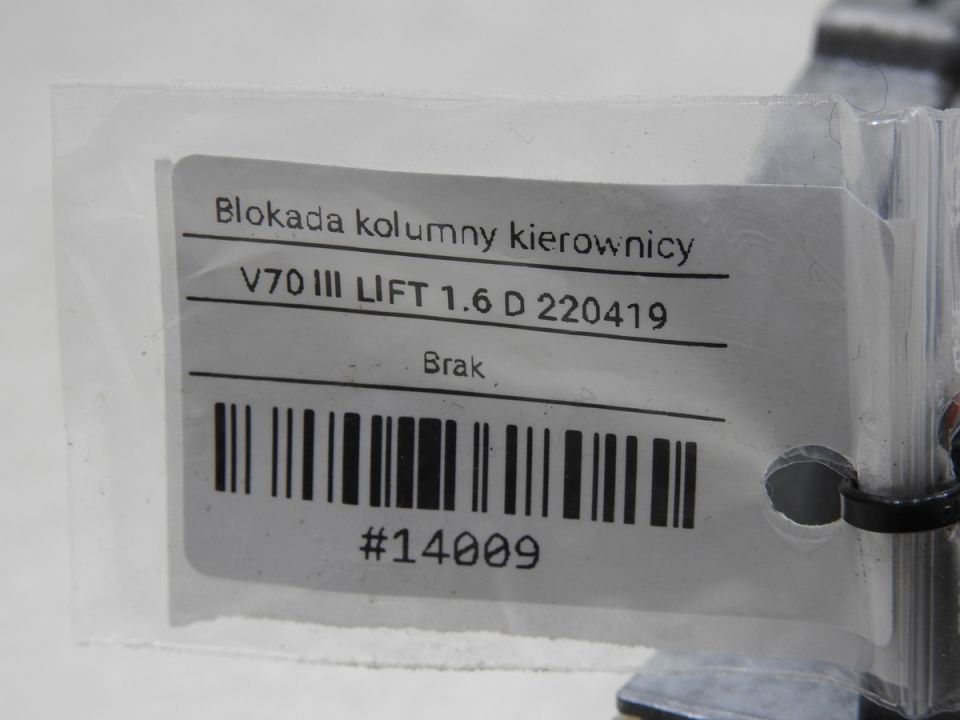 Blokada kolumny kierownicy
V70 III LIFT 1.6 D 220419
Brak
#14009